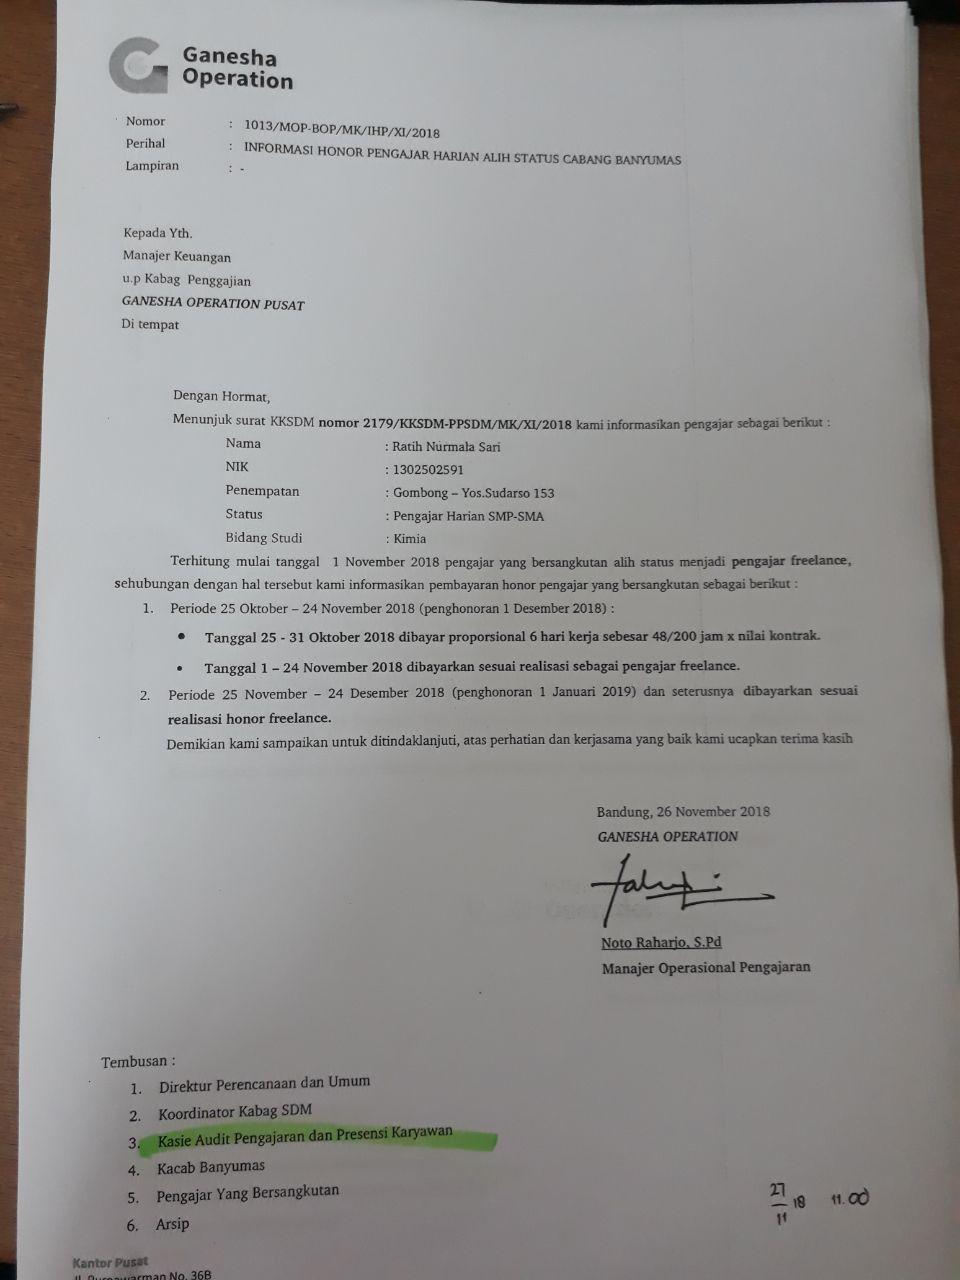 Ganesha
Operation
Nomor : 1013/MOP-BOP/MK/IHP/XI/2018
Perihal : INFORMASI HONOR PENGAJAR HARIAN ALIH STATUS CABANG BANYUMAS
Lampiran : -
Kepada Yth.
Manajer Keuangan
u.p Kabag Penggajian
GANESHA OPERATION PUSAT
Di tempat
Dengan Hormat,
Menunjuk surat KKSDM nomor 2179/KKSDM-PPSDM/MK/XI/2018 kami informasikan pengajar sebagai berikut :
Nama : Ratih Nurmala Sari
NIK : 1302502591
Penempatan : Gombong – Yos.Sudarso 153
Status : Pengajar Harian SMP-SMA
Bidang Studi : Kimia
Terhitung mulai tanggal 1 November 2018 pengajar yang bersangkutan alih status menjadi pengajar freelance,
sehubungan dengan hal tersebut kami informasikan pembayaran honor pengajar yang bersangkutan sebagai berikut :
1. Periode 25 Oktober – 24 November 2018 (penghonoran 1 Desember 2018) :
• Tanggal 25 - 31 Oktober 2018 dibayar proporsional 6 hari kerja sebesar 48/200 jam x nilai kontrak.
• Tanggal 1 – 24 November 2018 dibayarkan sesuai realisasi sebagai pengajar freelance.
2. Periode 25 November – 24 Desember 2018 (penghonoran 1 Januari 2019) dan seterusnya dibayarkan sesuai
realisasi honor freelance.
Demikian kami sampaikan untuk ditindaklanjuti, atas perhatian dan kerjasama yang baik kami ucapkan terima kasih
Bandung, 26 November 2018
GANESHA OPERATION
Noto Raharjo, S.Pd
Manajer Operasional Pengajaran
Tembusan :
1. Direktur Perencanaan dan Umum
2. Koordinator Kabag SDM
3. Kasie Audit Pengajaran dan Presensi Karyawan
4. Kacab Banyumas
5. Pengajar Yang Bersangkutan
6. Arsip
27/11 18 11.00
Kantor Pusat
Jl. Purnawarman No. 36B